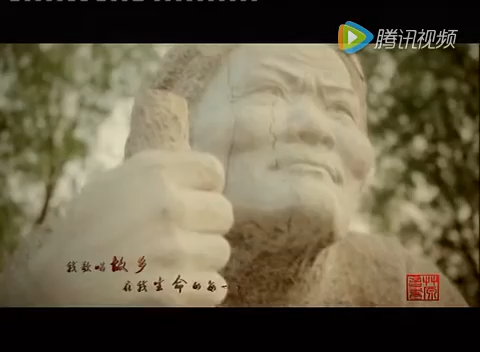 腾讯视频
我歌唱故乡
在我生命的每一